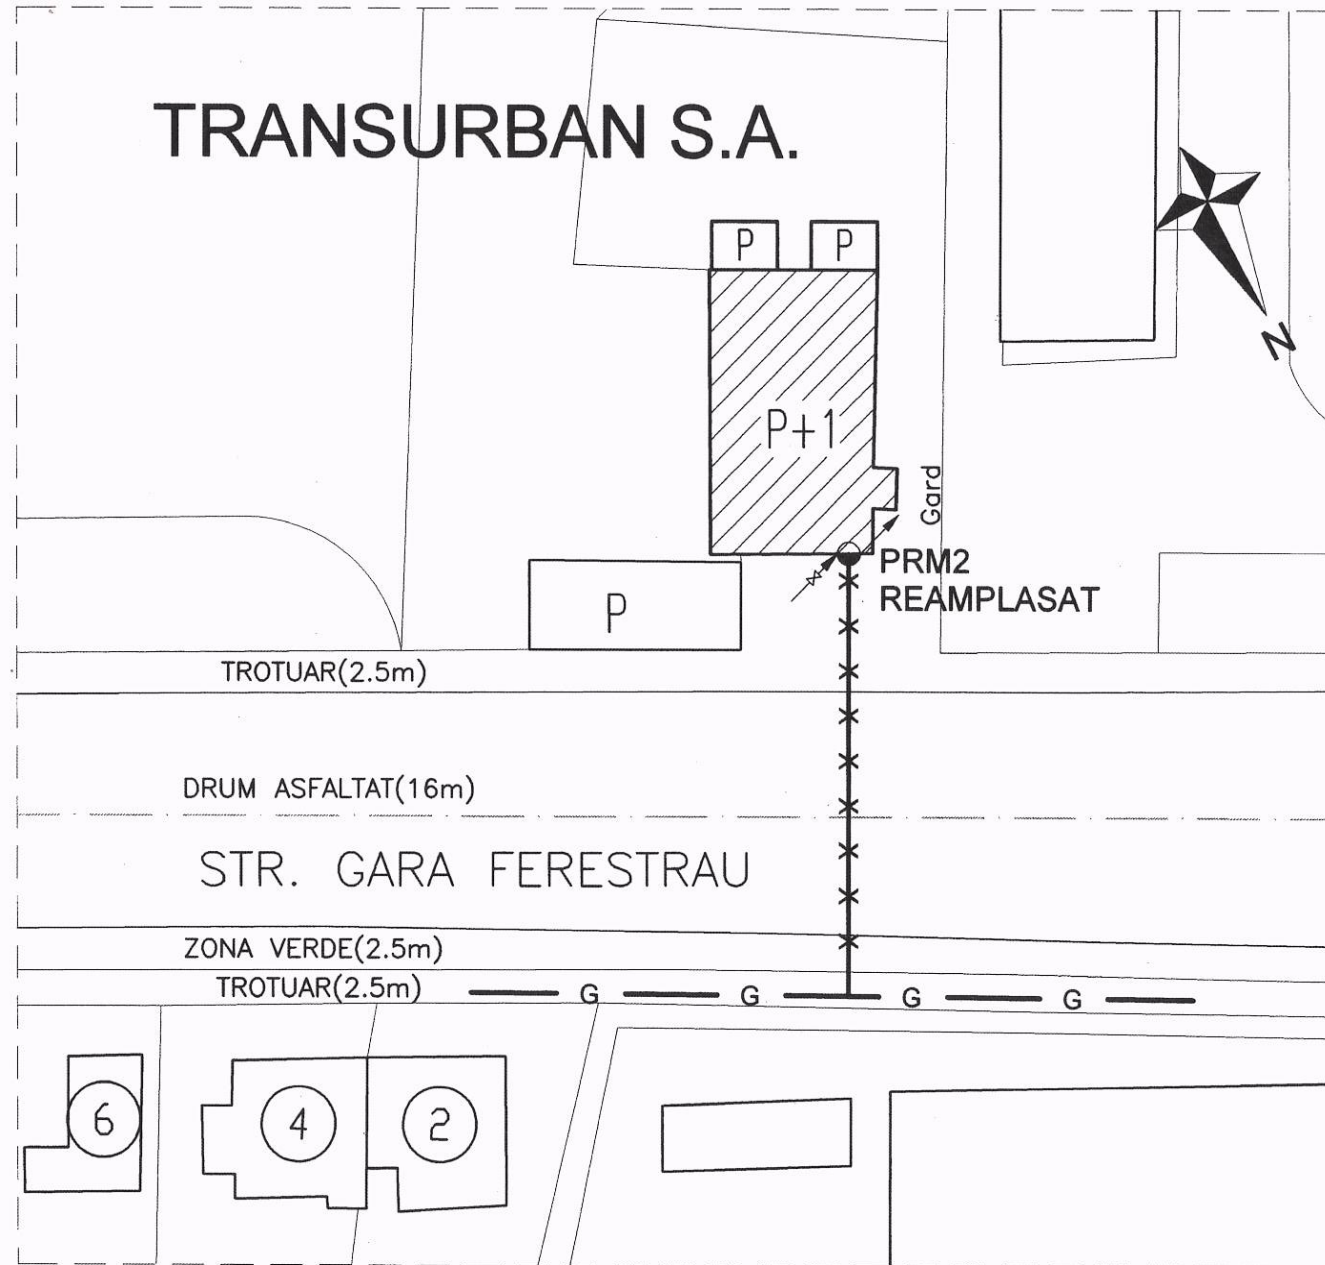 TRANSURBAN S.A.
P
P
N
P+1
Gard
PRM2
REAMPLASAT
P
TROTUAR(2.5m)
DRUM ASFALTAT(16m)
STR. GARA FERESTRAU
ZONA VERDE(2.5m)
TROTUAR(2.5m)
G G G G
6 4 2